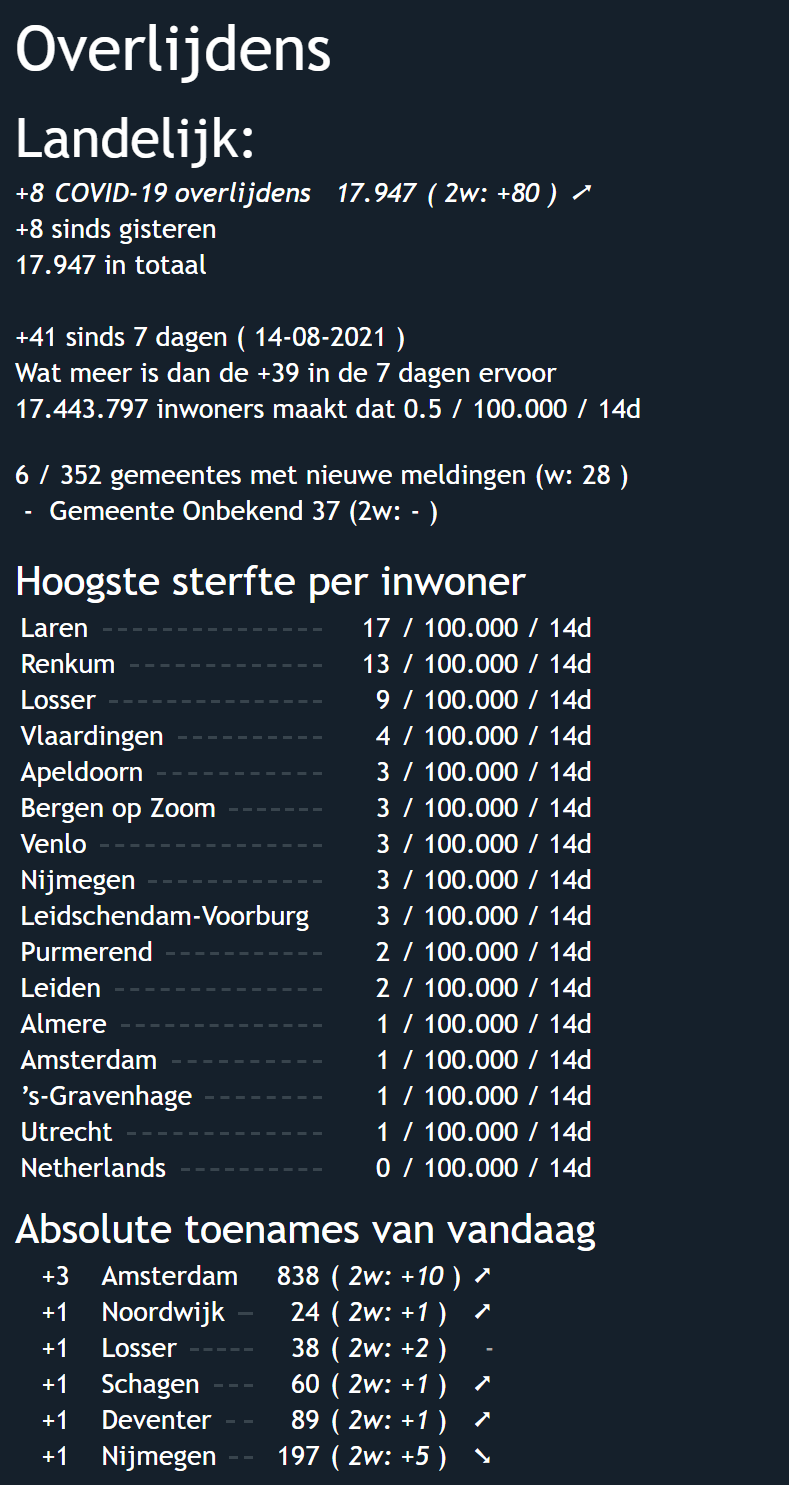 Overlijdens
Landelijk:
+8 COVID-19 overlijdens 17.947 ( 2w: +80 ) ➚
+8 sinds gisteren
17.947 in totaal
+41 sinds 7 dagen ( 14-08-2021 )
Wat meer is dan de +39 in de 7 dagen ervoor
17.443.797 inwoners maakt dat 0.5 / 100.000 / 14d
6 / 352 gemeentes met nieuwe meldingen (w: 28 )
- Gemeente Onbekend 37 (2w: - )
Hoogste sterfte per inwoner
Laren --------------- 17 / 100.000 / 14d
Renkum ------------- 13 / 100.000 / 14d
Losser --------------- 9 / 100.000 / 14d
Vlaardingen ---------- 4 / 100.000 / 14d
Apeldoorn ------------ 3 / 100.000 / 14d
Bergen op Zoom ------- 3 / 100.000 / 14d
Venlo --------------- 3 / 100.000 / 14d
Nijmegen ------------ 3 / 100.000 / 14d
Leidschendam-Voorburg 3 / 100.000 / 14d
Purmerend ----------- 2 / 100.000 / 14d
Leiden -------------- 2 / 100.000 / 14d
Almere -------------- 1 / 100.000 / 14d
Amsterdam ---------- 1 / 100.000 / 14d
’s-Gravenhage -------- 1 / 100.000 / 14d
Utrecht ------------- 1 / 100.000 / 14d
Netherlands ---------- 0 / 100.000 / 14d
Absolute toenames van vandaag
+3 Amsterdam 838 ( 2w: +10 ) ➚
+1 Noordwijk - 24 ( 2w: +1 ) ➚
+1 Losser ----- 38 ( 2w: +2 ) -
+1 Schagen --- 60 ( 2w: +1 ) ➚
+1 Deventer -- 89 ( 2w: +1 ) ➚
+1 Nijmegen -- 197 ( 2w: +5 ) ➘